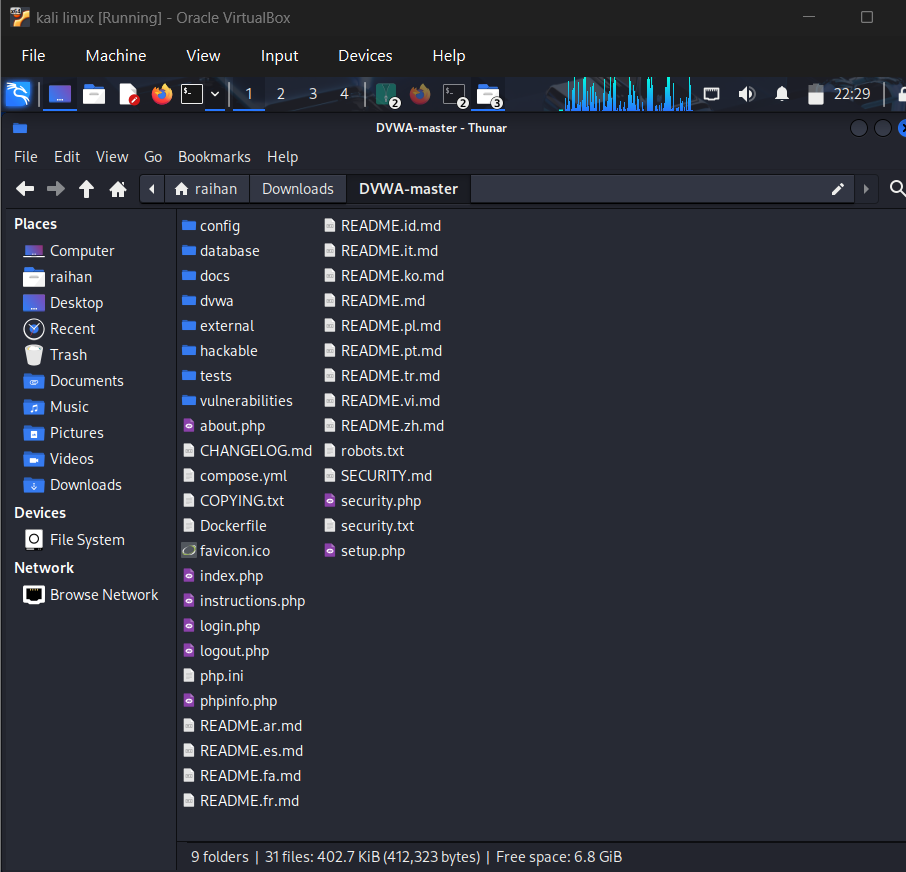 kali linux [Running] - Oracle VirtualBox
File Machine View Input Devices Help
1 2 3 4 2 2 3 22:29
DVWA-master - Thunar
File Edit View Go Bookmarks Help
raihan Downloads DVWA-master
Places
Computer
raihan
Desktop
Recent
Trash
Documents
Music
Pictures
Videos
Downloads
Devices
File System
Network
Browse Network
config
database
docs
dvwa
external
hackable
tests
vulnerabilities
about.php
CHANGELOG.md
compose.yml
COPYING.txt
Dockerfile
favicon.ico
index.php
instructions.php
login.php
logout.php
php.ini
phpinfo.php
README.ar.md
README.es.md
README.fa.md
README.fr.md
README.id.md
README.it.md
README.ko.md
README.md
README.pl.md
README.pt.md
README.tr.md
README.vi.md
README.zh.md
robots.txt
SECURITY.md
security.php
security.txt
setup.php
9 folders | 31 files: 402.7 KiB (412,323 bytes) | Free space: 6.8 GiB